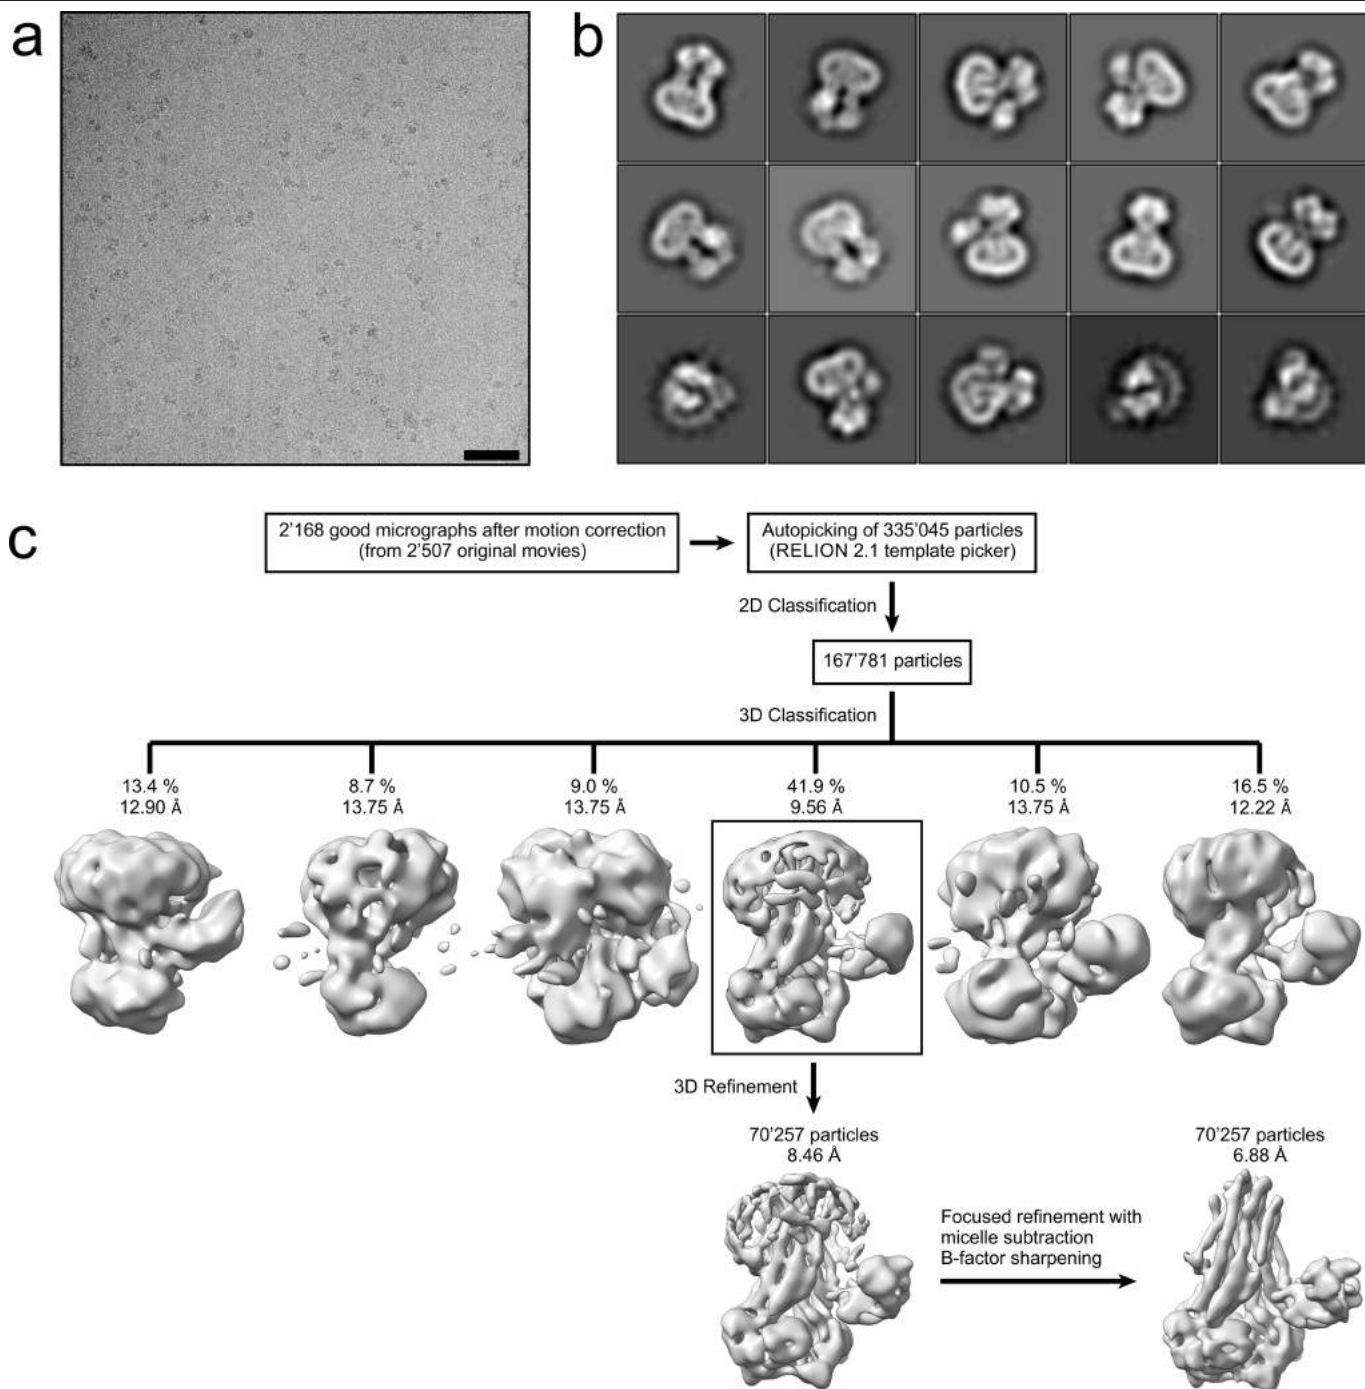 a
b
c
2'168 good micrographs after motion correction
(from 2'507 original movies)
Autopicking of 335'045 particles
(RELION 2.1 template picker)
2D Classification
167'781 particles
3D Classification
13.4 %
12.90 Å
8.7 %
13.75 Å
9.0 %
13.75 Å
41.9 %
9.56 Å
10.5 %
13.75 Å
16.5 %
12.22 Å
3D Refinement
70'257 particles
8.46 Å
Focused refinement with
micelle subtraction
B-factor sharpening
70'257 particles
6.88 Å